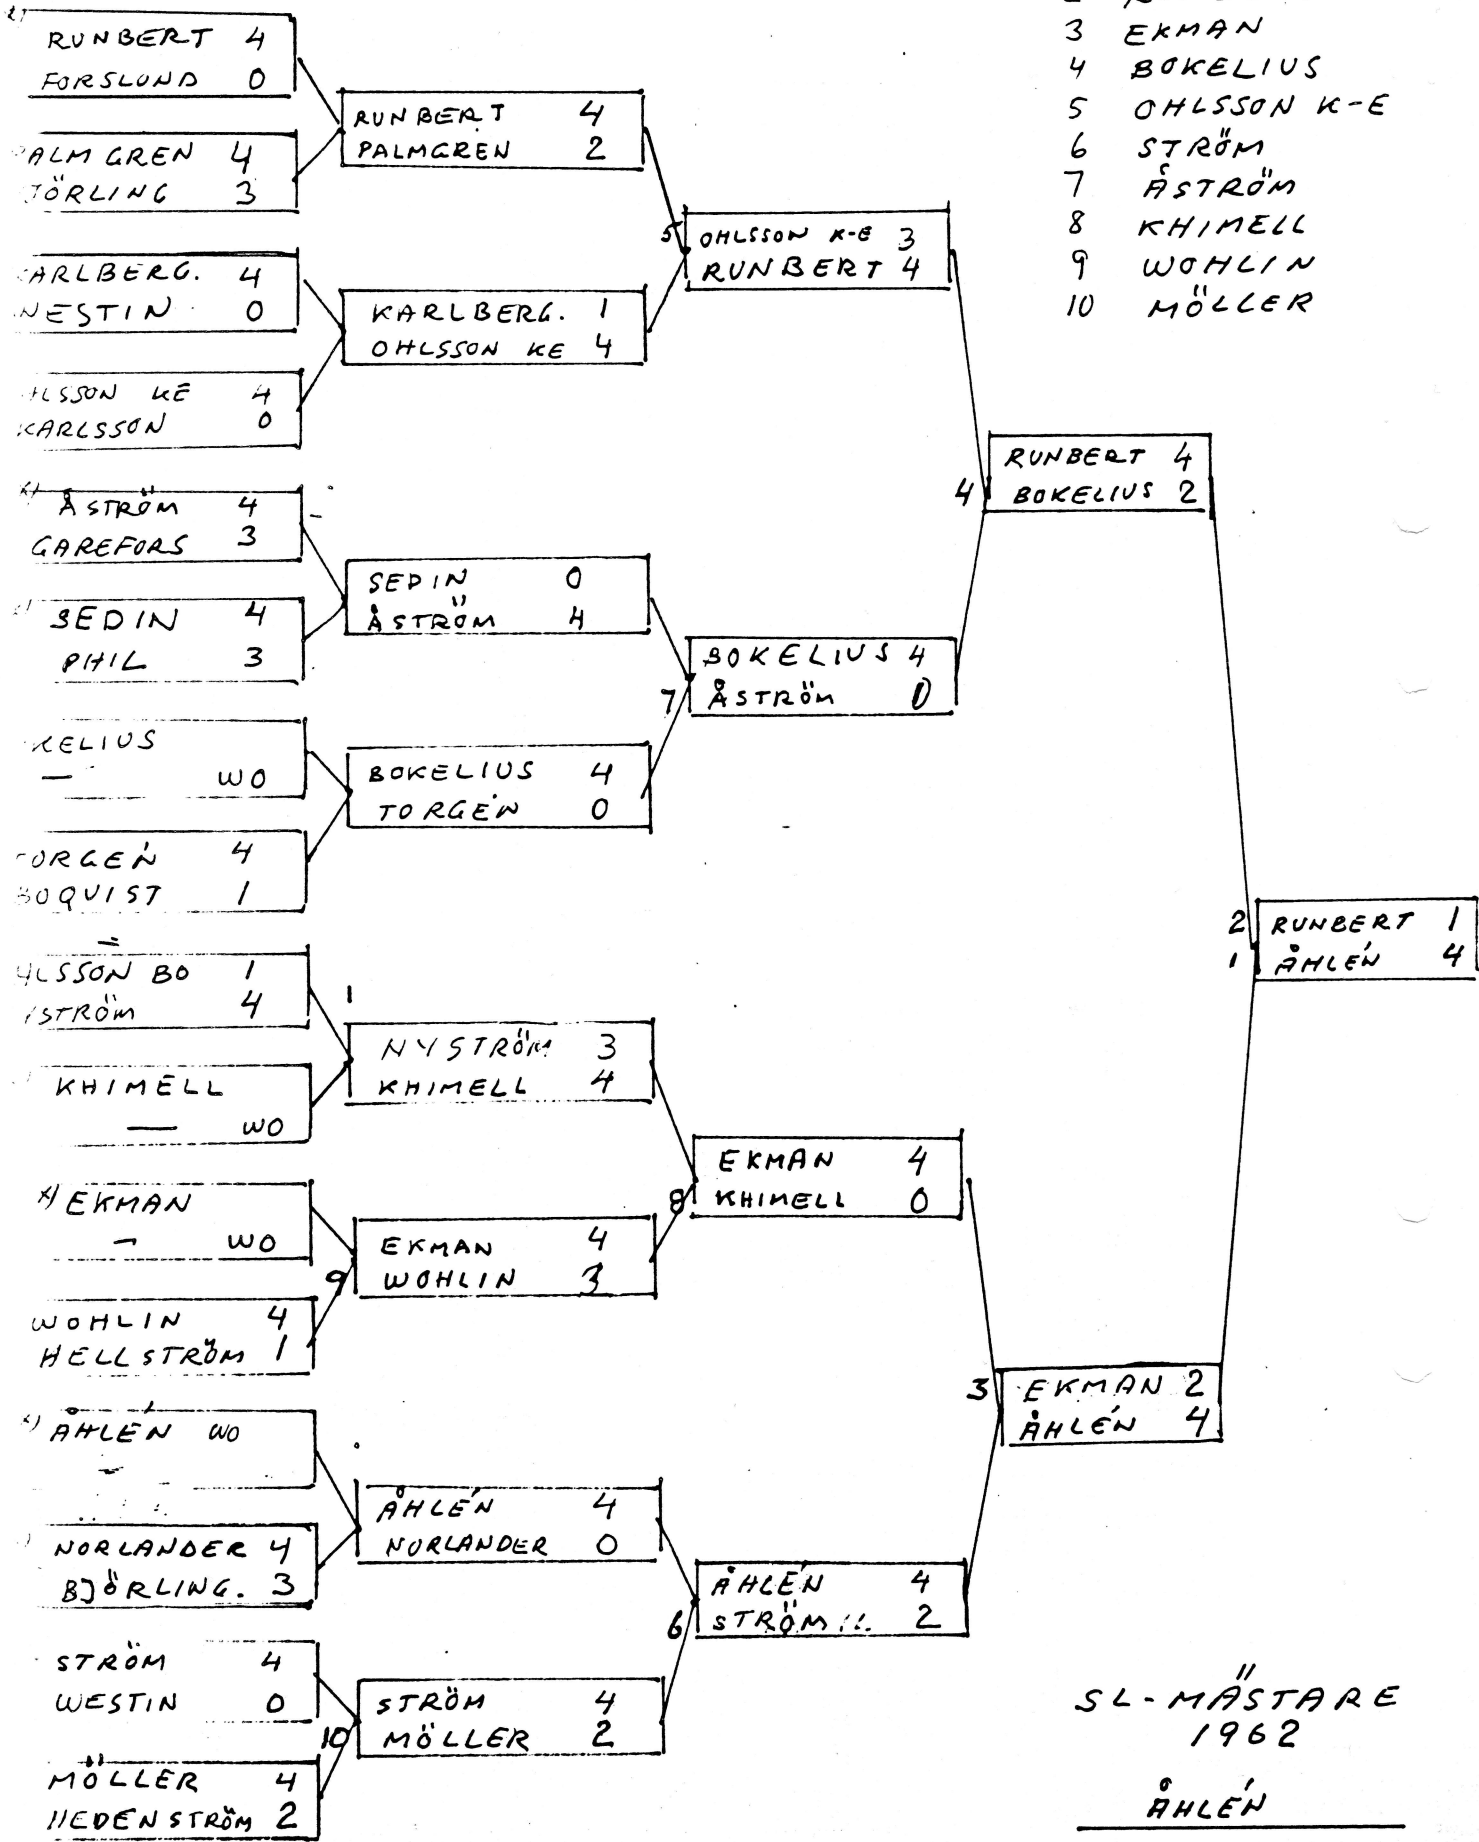 3 EKMAN
4 BOKELIUS
5 OHLSSON K-E
6 STRÖM
7 ÅSTRÖM
8 KHIMELL
9 WOHLIN
10 MÖLLER
RUNBERT 4
FORSLUND 0
ALMGREN 4
JÖRLING 3
ARLBERG. 4
NESTIN 0
HLSSON KE 4
KARLSSON 0
x) ÅSTRÖM 4
GAREFORS 3
SEDIN 4
PHIL 3
KELIUS
— WO
TORGÉN 4
BOQUIST 1
HLSSON BO 1
YSTRÖM 4
KHIMELL
— WO
x) EKMAN
— WO
WOHLIN 4
HELLSTRÖM 1
x) ÅHLÉN WO
—
NORLANDER 4
BJÖRLING. 3
STRÖM 4
WESTIN 0
MÖLLER 4
HEDENSTRÖM 2
RUNBERT 4
PALMGREN 2
KARLBERG. 1
OHLSSON KE 4
SEDIN 0
ÅSTRÖM 4
BOKELIUS 4
TORGÉN 0
1
NYSTRÖM 3
KHIMELL 4
EKMAN 4
9 WOHLIN 3
ÅHLÉN 4
NORLANDER 0
STRÖM 4
10 MÖLLER 2
5 OHLSSON K-E 3
RUNBERT 4
BOKELIUS 4
7 ÅSTRÖM 0
EKMAN 4
8 KHIMELL 0
ÅHLÉN 4
6 STRÖM 2
RUNBERT 4
4 BOKELIUS 2
3 EKMAN 2
ÅHLÉN 4
2 RUNBERT 1
1 ÅHLÉN 4
SL-MÄSTARE
1962
ÅHLÉN